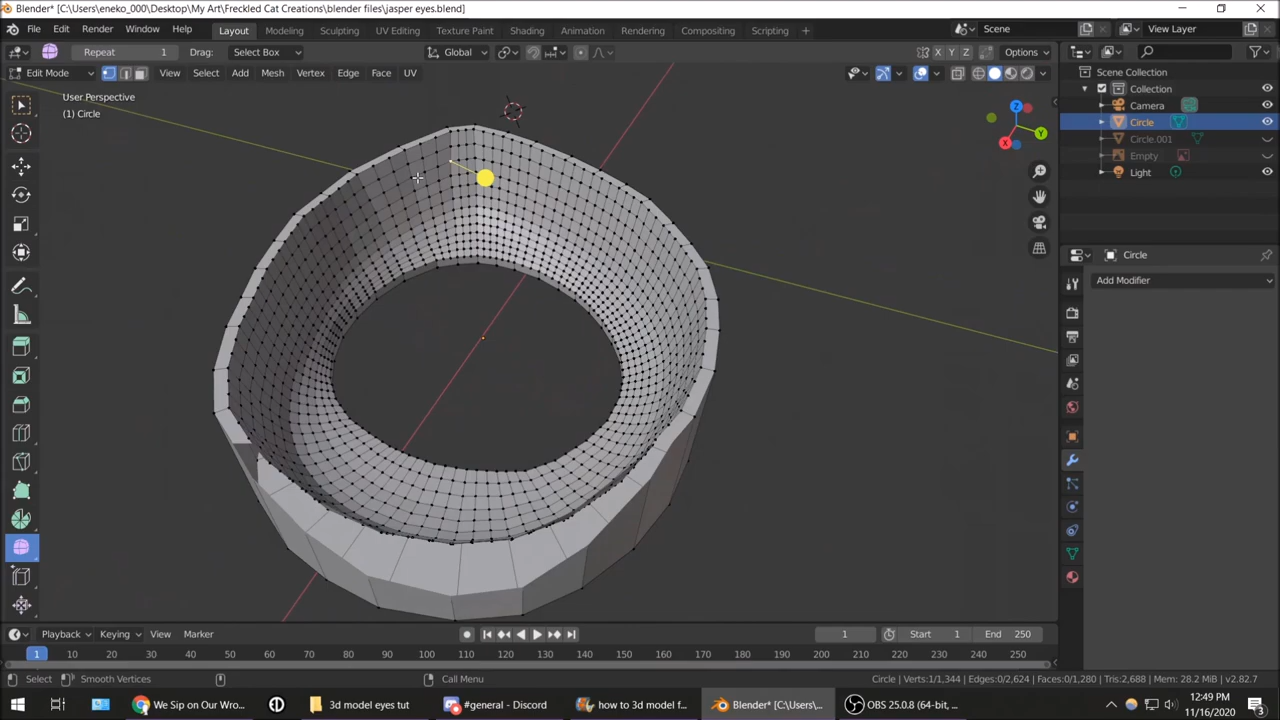 Blender* [C:\Users\eneko_000\Desktop\My Art\Freckled Cat Creations\blender files\jasper eyes.blend]
File Edit Render Window Help Layout Modeling Sculpting UV Editing Texture Paint Shading Animation Rendering Compositing Scripting + Scene View Layer
Repeat 1 Drag: Select Box Global X Y Z Options
Edit Mode View Select Add Mesh Vertex Edge Face UV
Scene Collection
Collection
Camera
Circle
Circle.001
Empty
Light
User Perspective
(1) Circle
Z
Y
X
Circle
Add Modifier
Playback Keying View Marker 1 Start 1 End 250
1 10 20 30 40 50 60 70 80 90 100 110 120 130 140 150 160 170 180 190 200 210 220 230 240 250
Select Smooth Vertices Call Menu Circle | Verts:1/1,344 | Edges:0/2,624 | Faces:0/1,280 | Tris:2,688 | Mem: 28.2 MiB | v2.82.7
We Sip on Our Wro... 3d model eyes tut #general - Discord how to 3d model f... Blender* [C:\Users\... OBS 25.0.8 (64-bit, ...
12:49 PM
11/16/2020